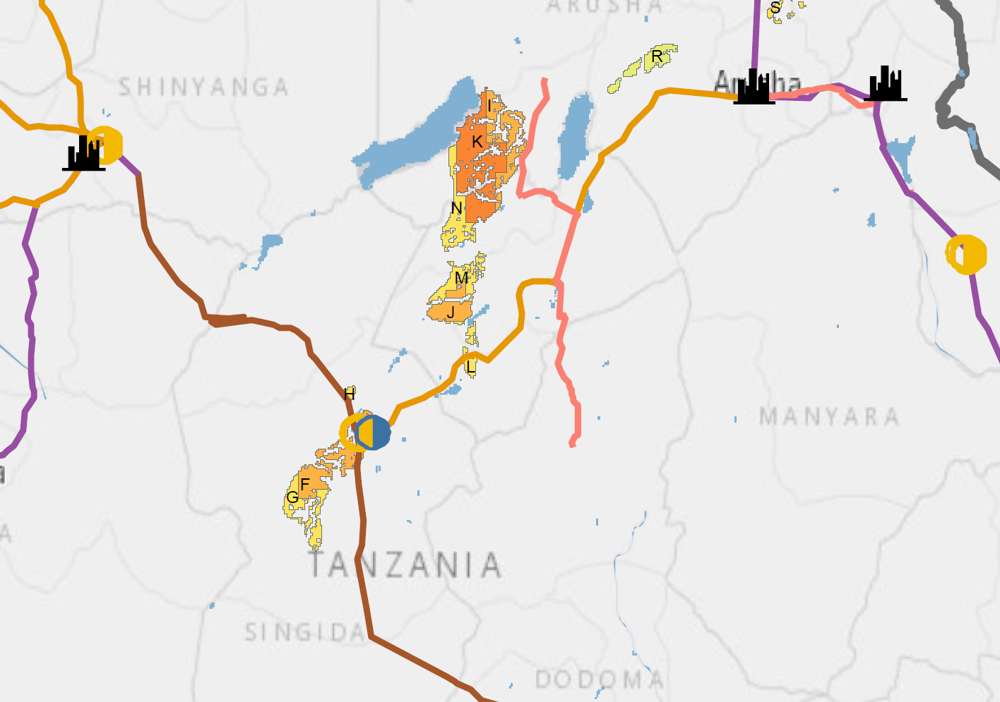 ARUSHA
S
R
SHINYANGA
I
K
N
M
J
L
H
MANYARA
F
G
TANZANIA
SINGIDA
DODOMA